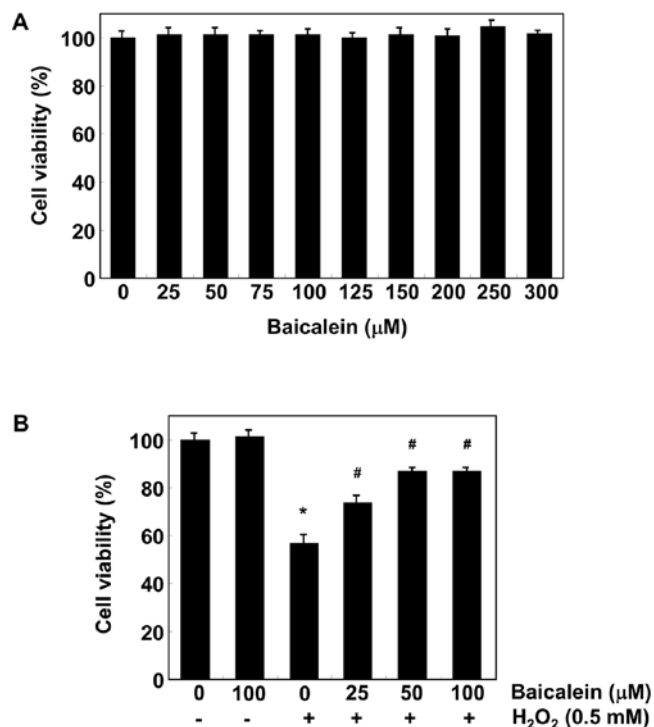 A
100
80
60
40
20
0
Cell viability (%)
0 25 50 75 100 125 150 200 250 300
Baicalein (μM)
B
100
80
60
40
20
0
Cell viability (%)
*
#
#
#
0 100 0 25 50 100 Baicalein (μM)
- - + + + + H₂O₂ (0.5 mM)